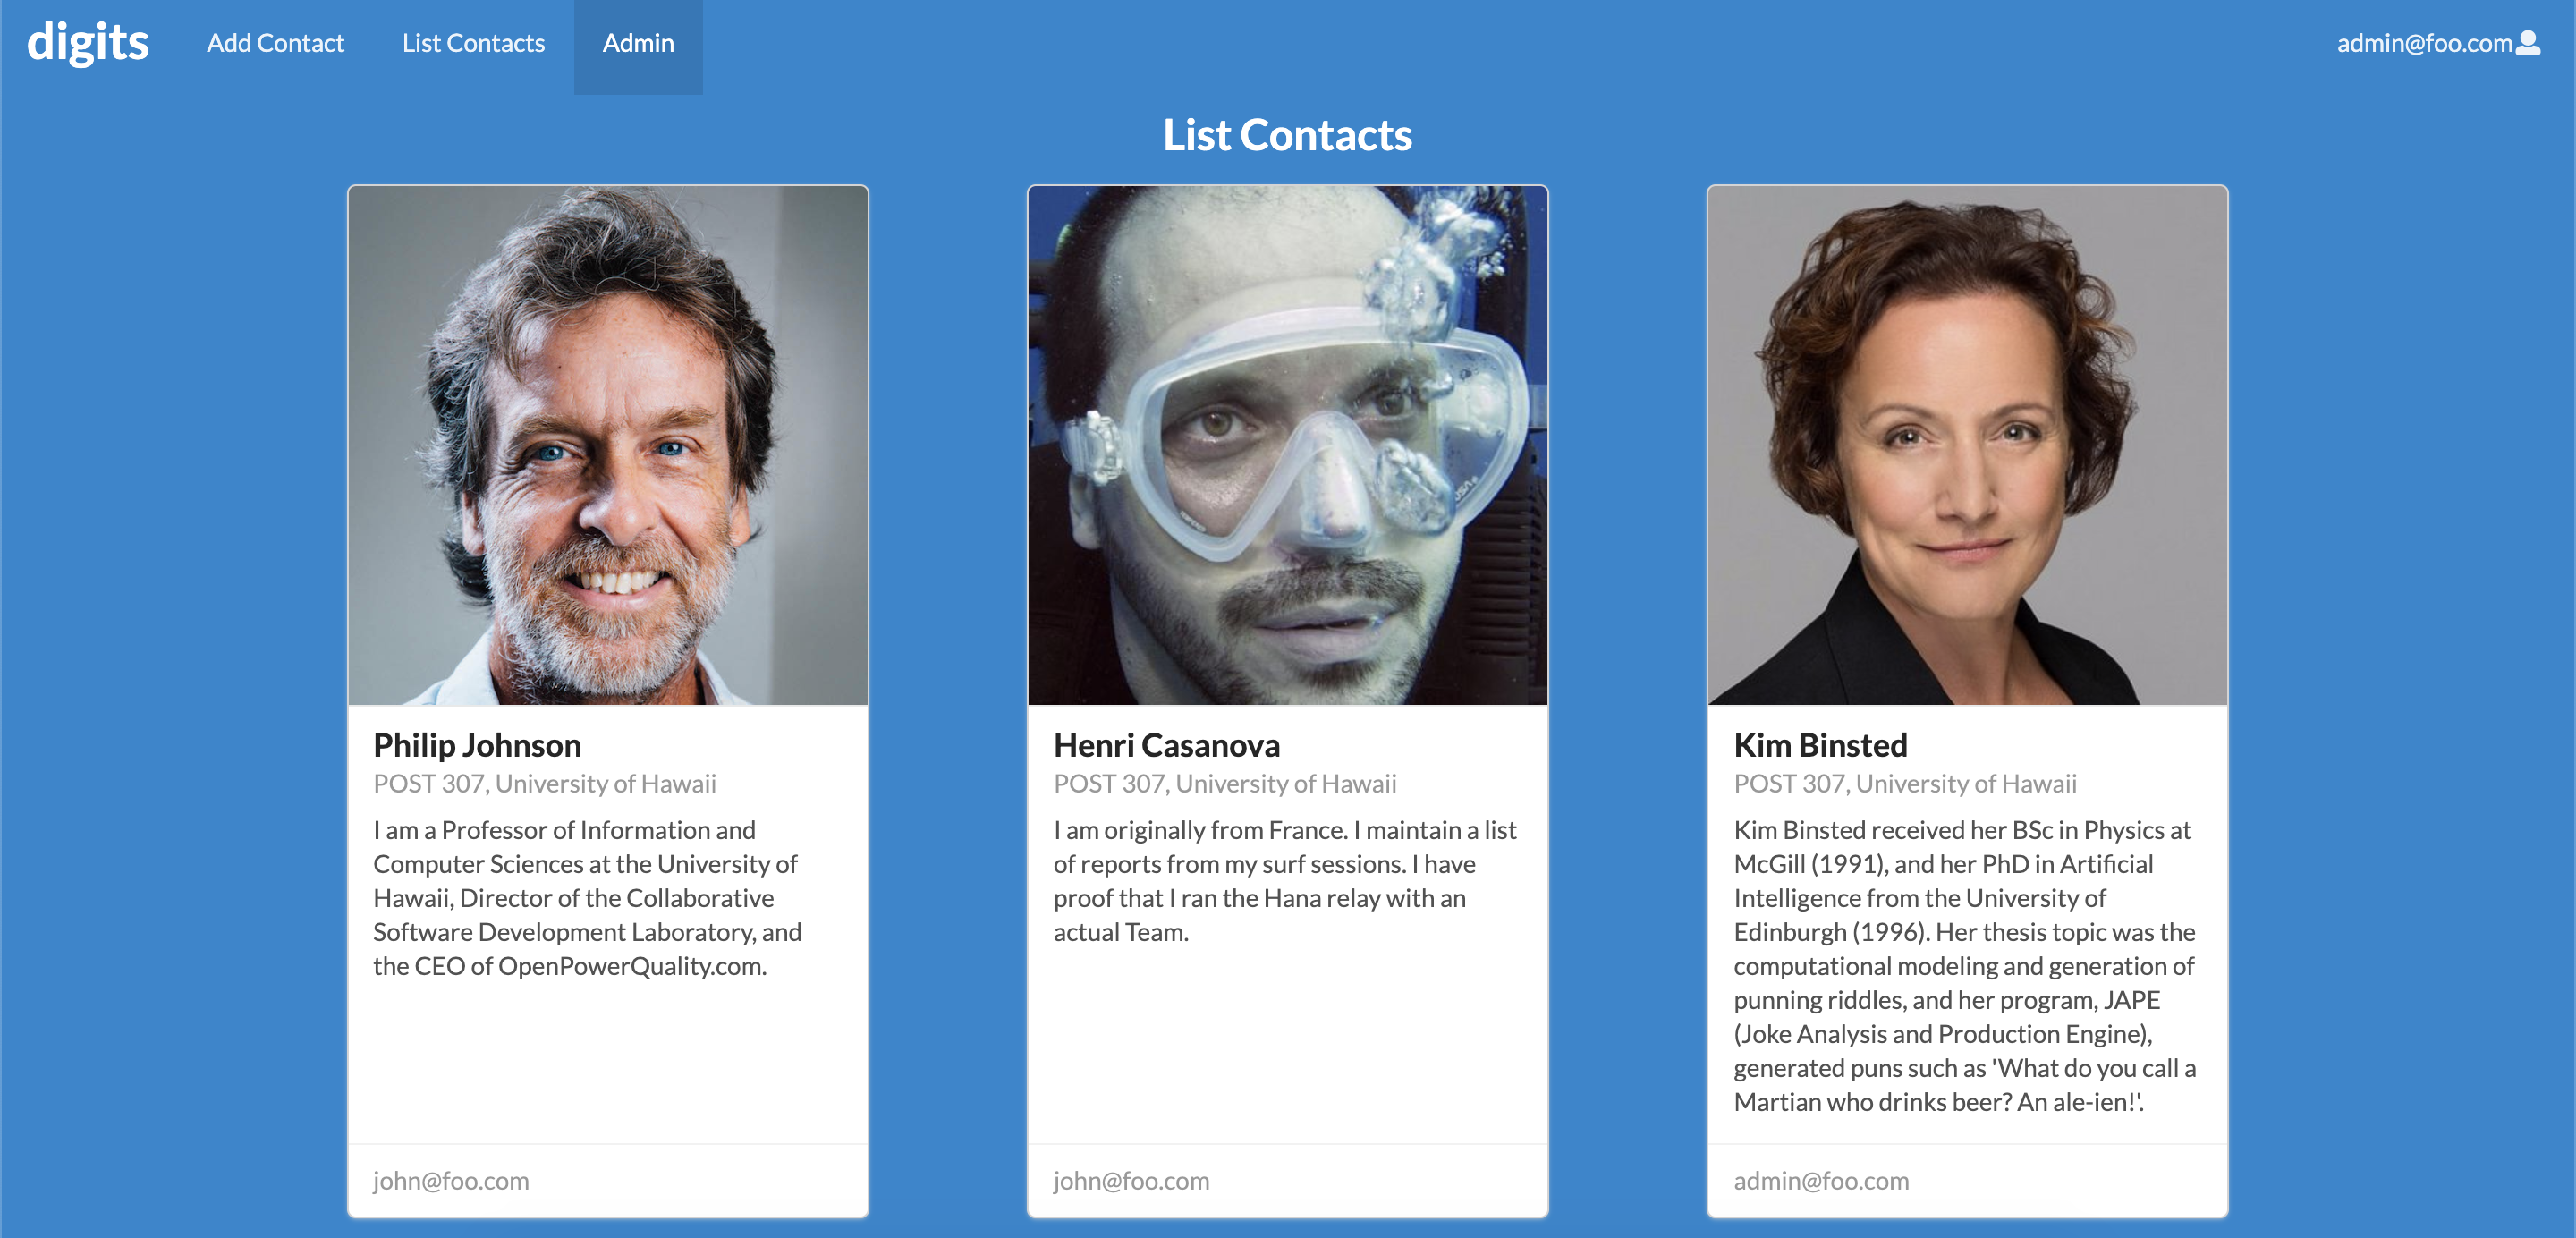 digits
Add Contact
List Contacts
Admin
admin@foo.com
List Contacts
Philip Johnson
POST 307, University of Hawaii
I am a Professor of Information and
Computer Sciences at the University of
Hawaii, Director of the Collaborative
Software Development Laboratory, and
the CEO of OpenPowerQuality.com.
john@foo.com
Henri Casanova
POST 307, University of Hawaii
I am originally from France. I maintain a list
of reports from my surf sessions. I have
proof that I ran the Hana relay with an
actual Team.
john@foo.com
Kim Binsted
POST 307, University of Hawaii
Kim Binsted received her BSc in Physics at
McGill (1991), and her PhD in Artificial
Intelligence from the University of
Edinburgh (1996). Her thesis topic was the
computational modeling and generation of
punning riddles, and her program, JAPE
(Joke Analysis and Production Engine),
generated puns such as 'What do you call a
Martian who drinks beer? An ale-ien!'.
admin@foo.com